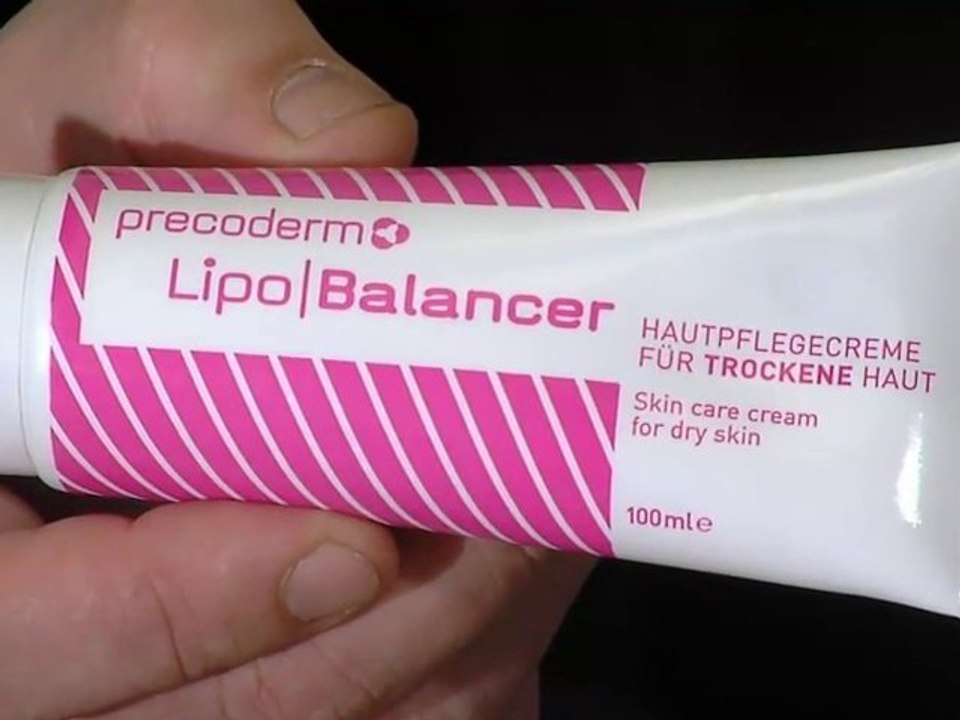 precoderm
Lipo|Balancer
HAUTPFLEGECREME
FÜR TROCKENE HAUT
Skin care cream
for dry skin
100ml℮